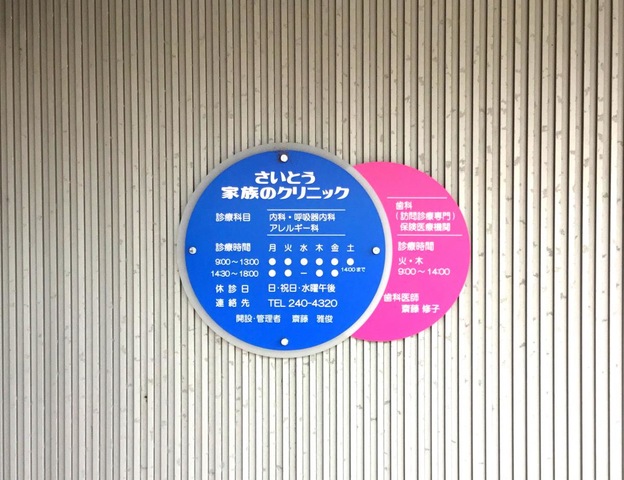 さいとう
家族のクリニック
診療科目 内科・呼吸器内科
アレルギー科
診療時間 月 火 水 木 金 土
9:00〜13:00 ● ● ● ● ● ●
14:30〜18:00 ● ● − ● ● 14:00まで
休診日 日・祝日・水曜午後
連絡先 TEL 240-4320
開設・管理者 齋藤 雅俊
歯科
(訪問診療専門)
保険医療機関
診療時間
火・木
9:00〜14:00
歯科医師
齋藤 修子